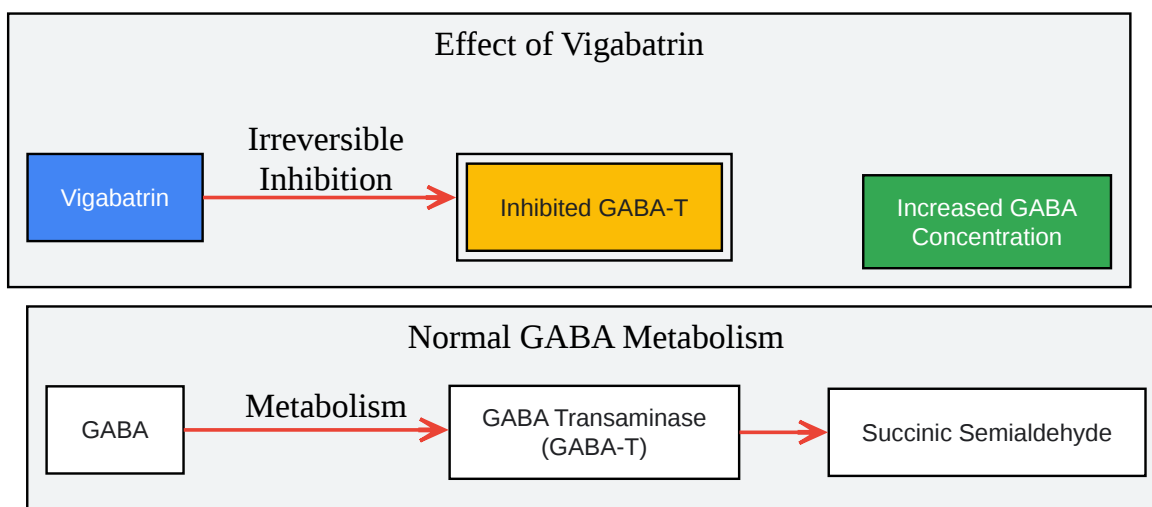 Effect of Vigabatrin
Irreversible
Inhibition
Vigabatrin
Inhibited GABA-T
Increased GABA
Concentration
Normal GABA Metabolism
GABA
Metabolism
GABA Transaminase
(GABA-T)
Succinic Semialdehyde